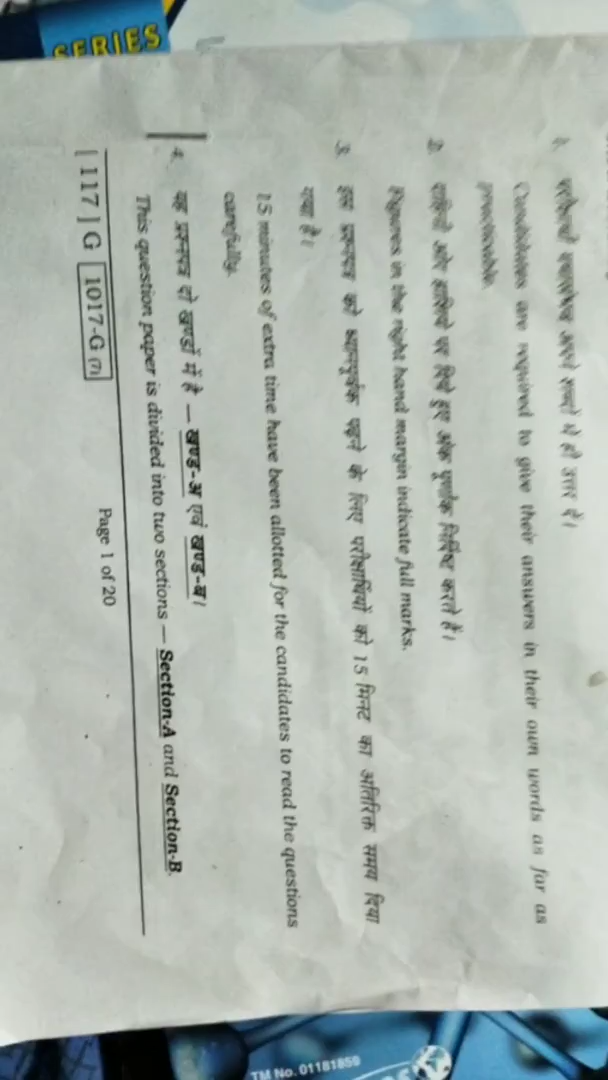 SERIES
1. परीक्षार्थी यथासंभव अपने शब्दों में ही उत्तर दें।
Candidates are required to give their answers in their own words as far as
practicable.
2. दाहिनी ओर हाशिये पर दिये हुए अंक पूर्णांक निर्दिष्ट करते हैं।
Figures in the right hand margin indicate full marks.
3. इस प्रश्नपत्र को ध्यानपूर्वक पढ़ने के लिए परीक्षार्थियों को 15 मिनट का अतिरिक्त समय दिया
गया है।
15 minutes of extra time have been allotted for the candidates to read the questions
carefully.
4. यह प्रश्नपत्र दो खण्डों में है — खण्ड-अ एवं खण्ड-ब।
This question paper is divided into two sections — Section-A and Section-B.
[ 117 ] G 1017-G (7) Page 1 of 20
TM No. 01181859